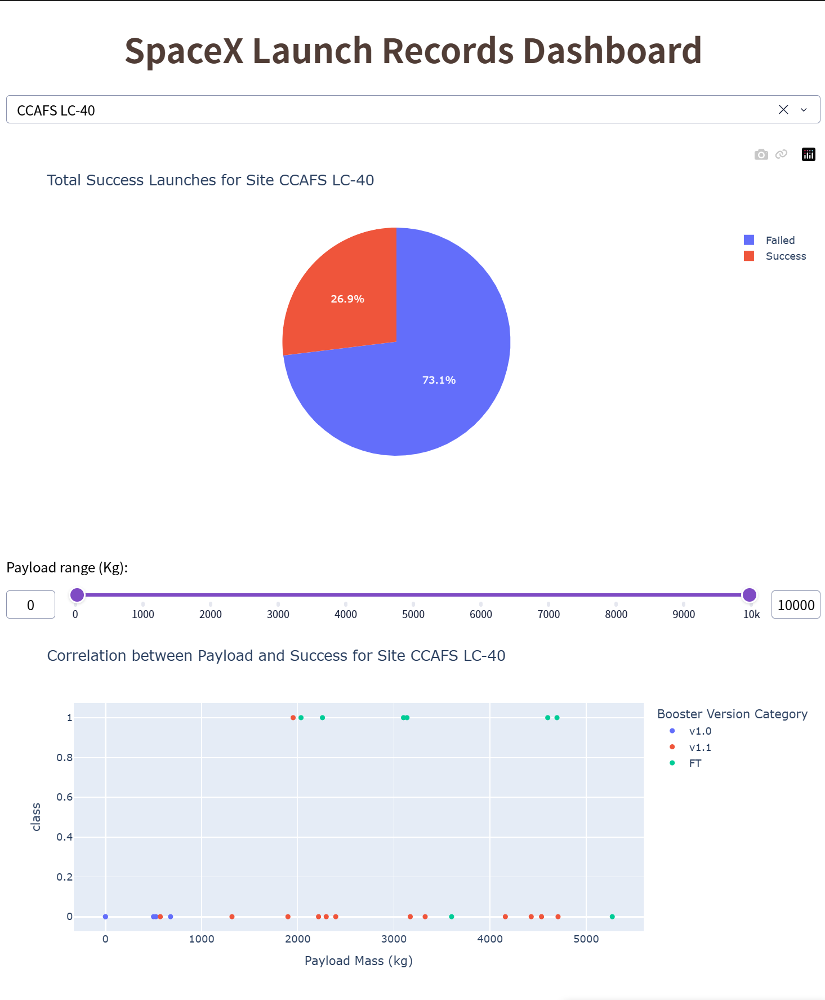 SpaceX Launch Records Dashboard
CCAFS LC-40
Total Success Launches for Site CCAFS LC-40
Failed
Success
26.9%
73.1%
Payload range (Kg):
0
0 1000 2000 3000 4000 5000 6000 7000 8000 9000 10k
10000
Correlation between Payload and Success for Site CCAFS LC-40
Booster Version Category
v1.0
v1.1
FT
class
1
0.8
0.6
0.4
0.2
0
0 1000 2000 3000 4000 5000
Payload Mass (kg)